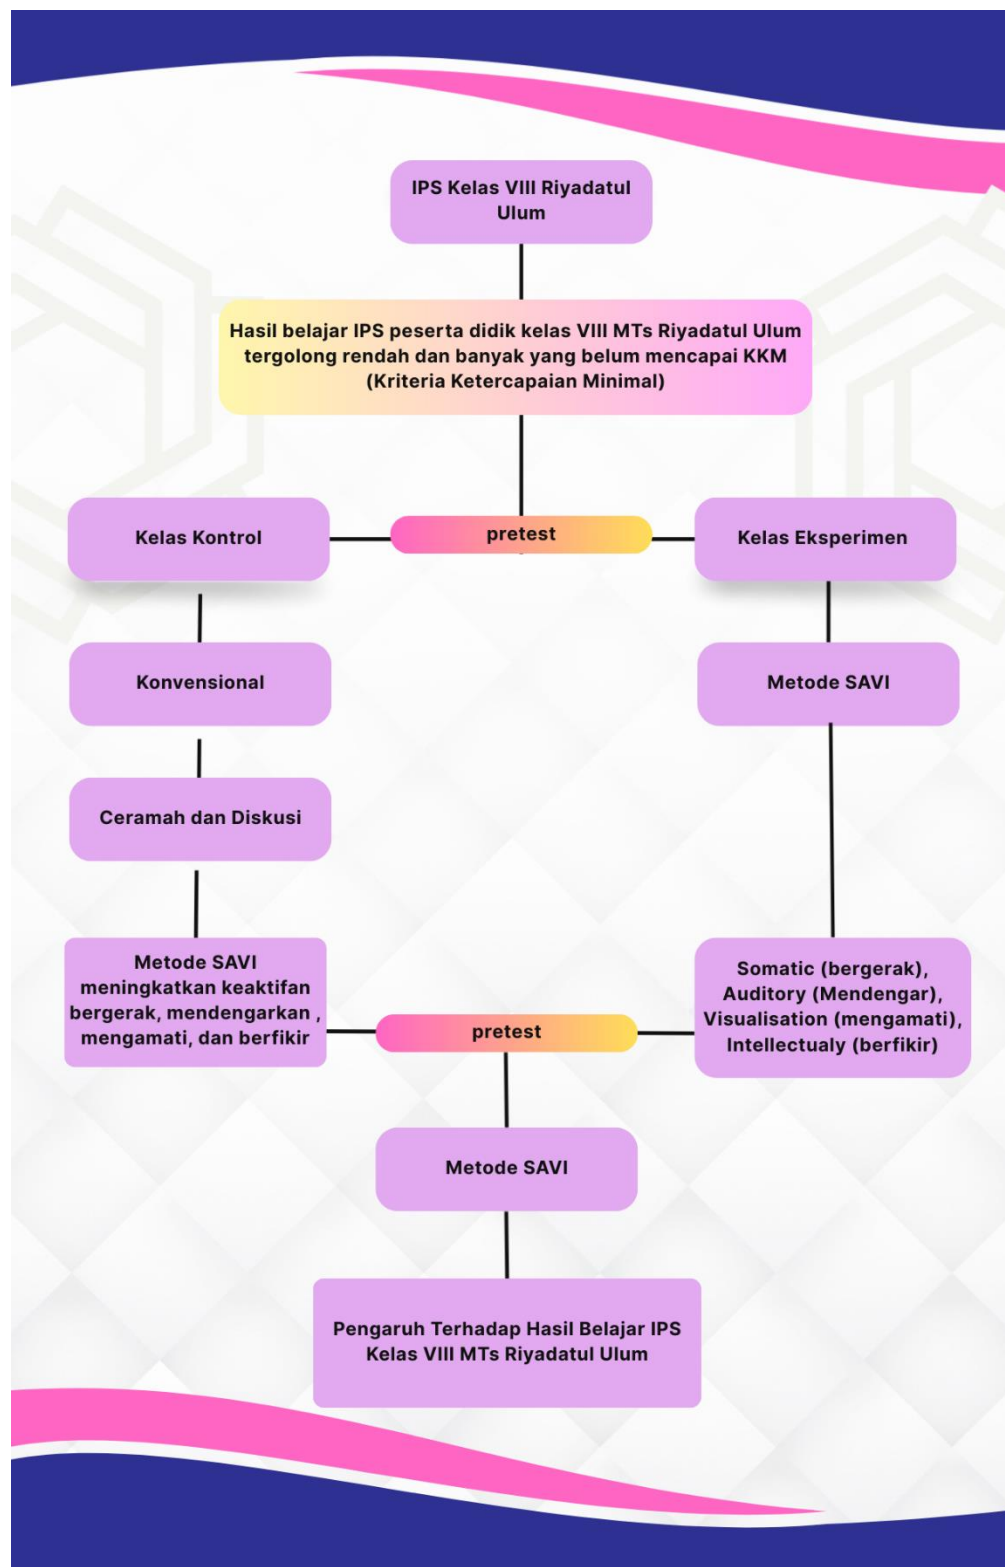 IPS Kelas VIII Riyadatul
Ulum
Hasil belajar IPS peserta didik kelas VIII MTs Riyadatul Ulum
tergolong rendah dan banyak yang belum mencapai KKM
(Kriteria Ketercapaian Minimal)
Kelas Kontrol
pretest
Kelas Eksperimen
Konvensional
Metode SAVI
Ceramah dan Diskusi
Metode SAVI
meningkatkan keaktifan
bergerak, mendengarkan ,
mengamati, dan berfikir
pretest
Somatic (bergerak),
Auditory (Mendengar),
Visualisation (mengamati),
Intellectualy (berfikir)
Metode SAVI
Pengaruh Terhadap Hasil Belajar IPS
Kelas VIII MTs Riyadatul Ulum